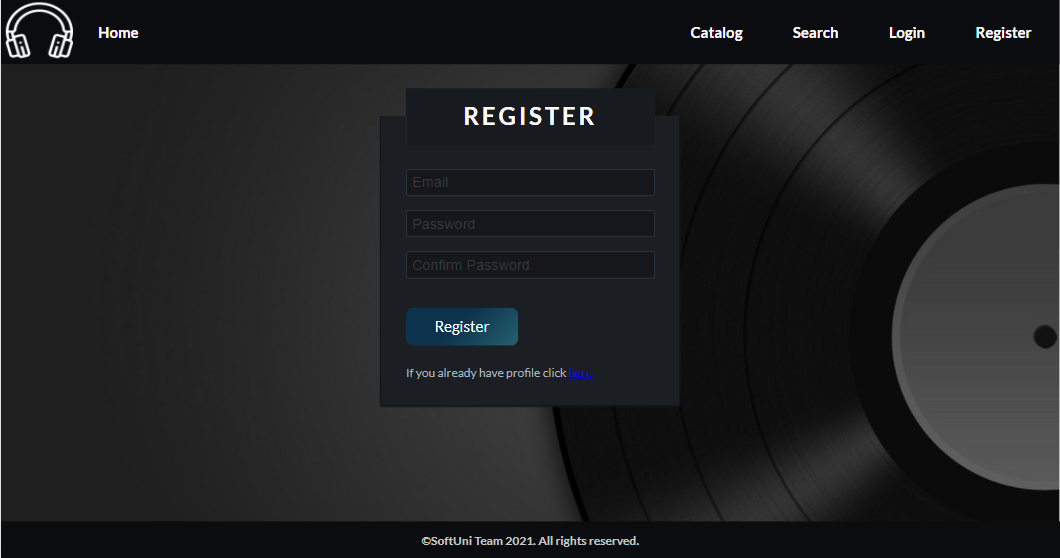 Home
Catalog
Search
Login
Register
REGISTER
Email
Password
Confirm Password
Register
If you already have profile click here
©SoftUni Team 2021. All rights reserved.